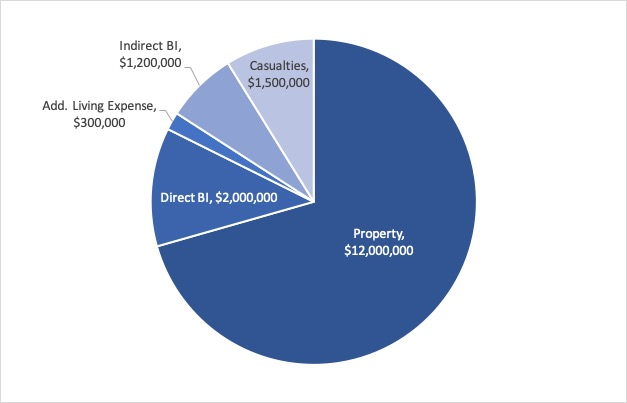 Indirect BI,
$1,200,000
Casualties,
$1,500,000
Add. Living Expense,
$300,000
Direct BI, $2,000,000
Property,
$12,000,000